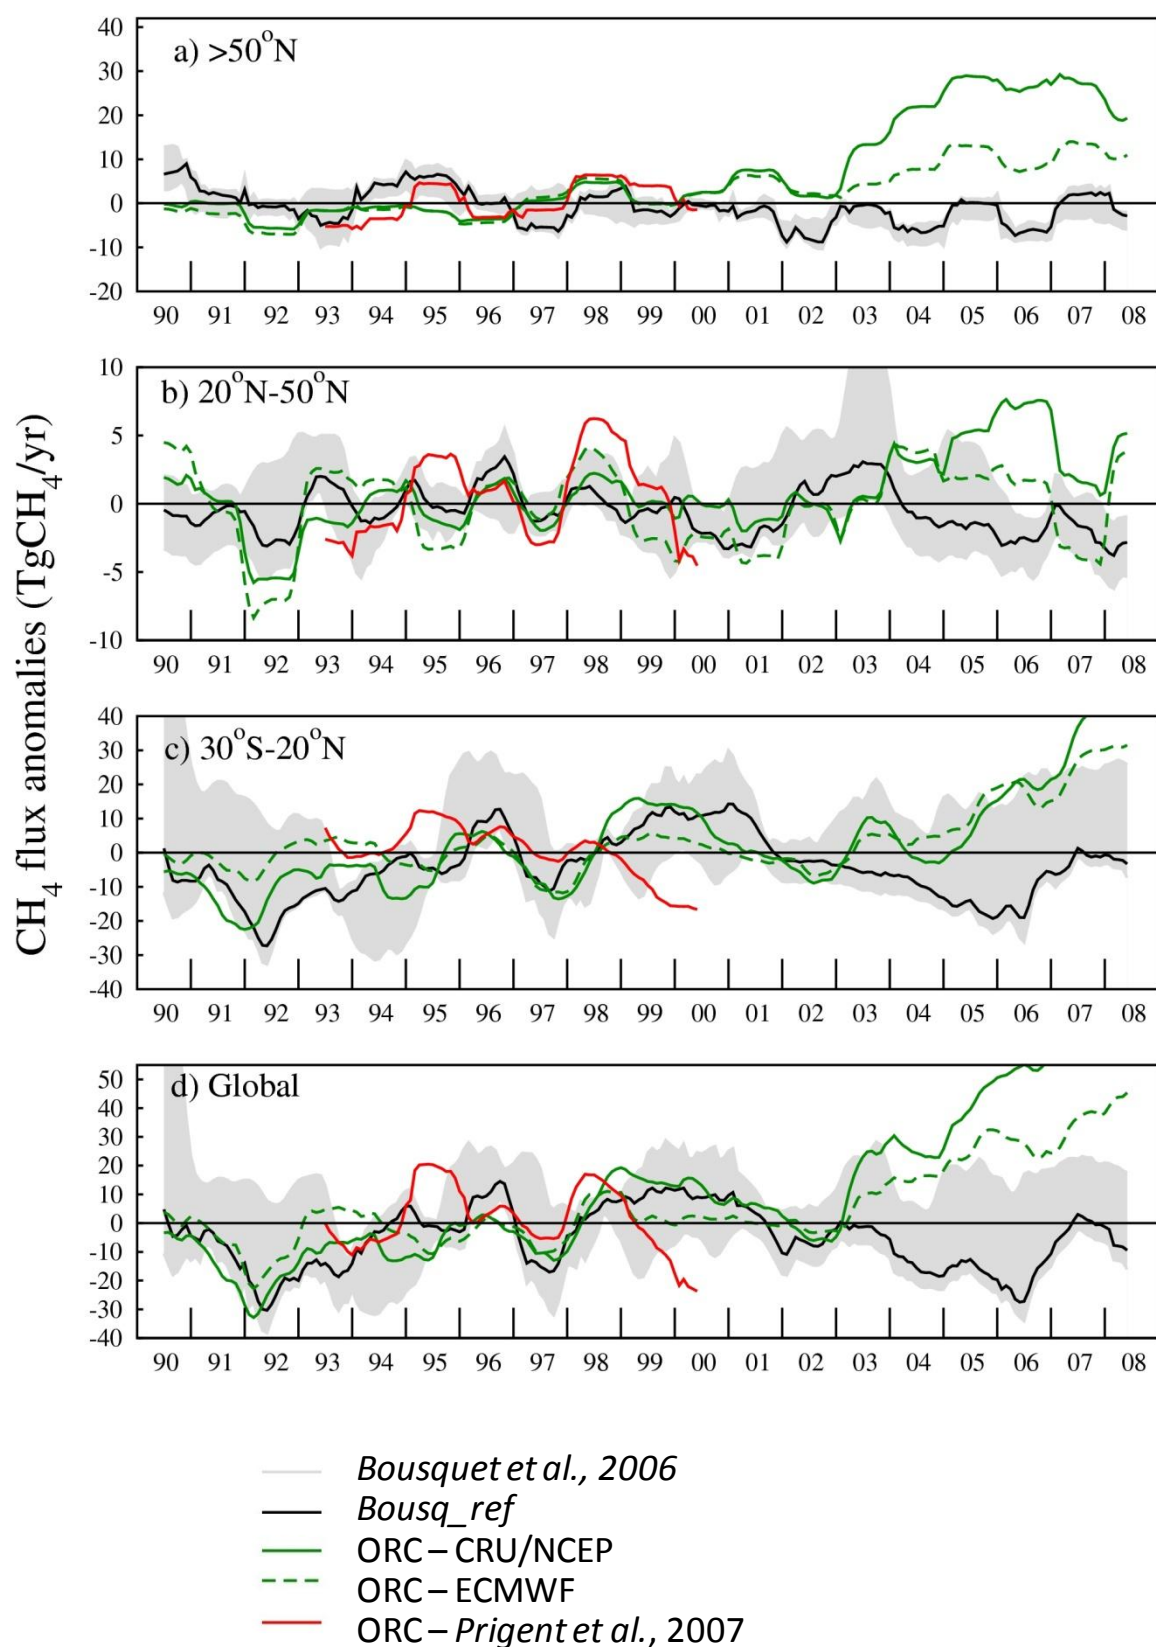 a) >50°N
40
30
20
10
0
-10
-20
90 91 92 93 94 95 96 97 98 99 00 01 02 03 04 05 06 07 08
b) 20°N-50°N
10
5
0
-5
-10
90 91 92 93 94 95 96 97 98 99 00 01 02 03 04 05 06 07 08
CH₄ flux anomalies (TgCH₄/yr)
c) 30°S-20°N
40
30
20
10
0
-10
-20
-30
-40
90 91 92 93 94 95 96 97 98 99 00 01 02 03 04 05 06 07 08
d) Global
50
40
30
20
10
0
-10
-20
-30
-40
90 91 92 93 94 95 96 97 98 99 00 01 02 03 04 05 06 07 08
Bousquet et al., 2006
Bousq_ref
ORC – CRU/NCEP
ORC – ECMWF
ORC – Prigent et al., 2007